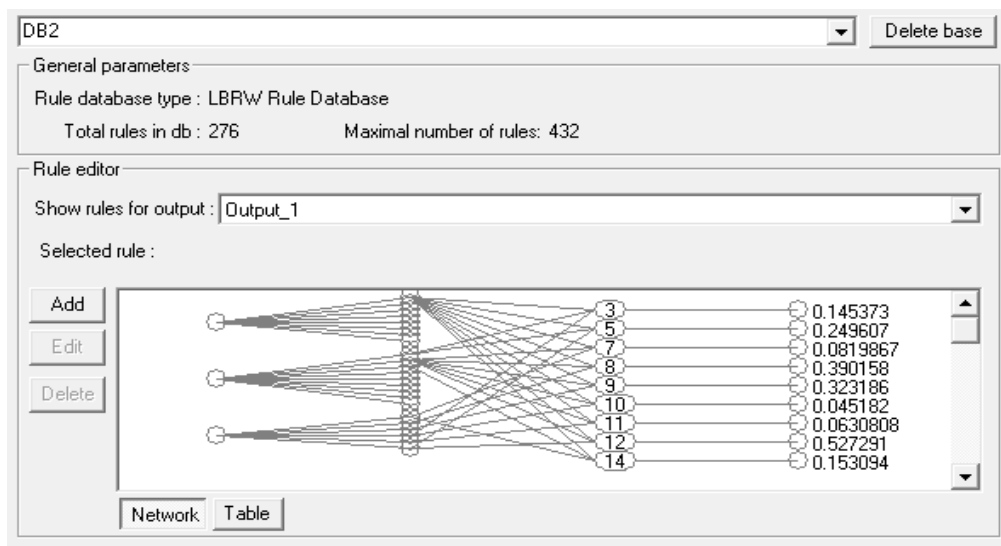 DB2 Delete base
General parameters
Rule database type : LBRW Rule Database
Total rules in db : 276 Maximal number of rules: 432
Rule editor
Show rules for output : Output_1
Selected rule :
Add
Edit
Delete
3 0.145373
5 0.249607
7 0.0819867
8 0.390158
9 0.323186
10 0.045182
11 0.0630808
12 0.527291
14 0.153094
Network Table